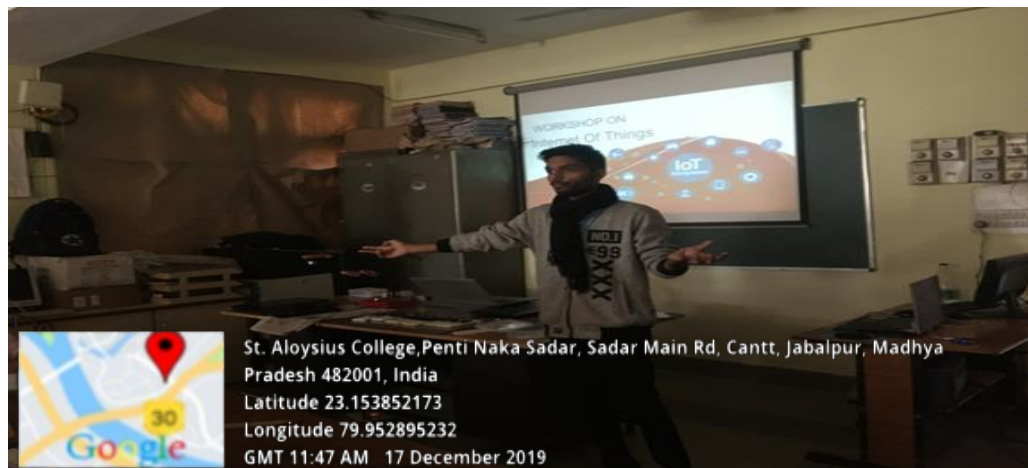 WORKSHOP ON
Internet Of Things
IoT
NO.1
€99
XXX
St. Aloysius College,Penti Naka Sadar, Sadar Main Rd, Cantt, Jabalpur, Madhya
Pradesh 482001, India
Latitude 23.153852173
Longitude 79.952895232
GMT 11:47 AM 17 December 2019
30
Google